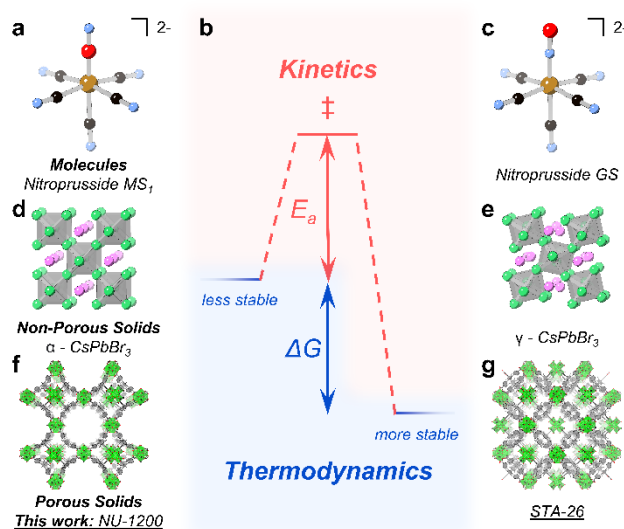 a
2-
b
c
2-
Kinetics
‡
Molecules
Nitroprusside MS₁
Nitroprusside GS
d
e
Eₐ
less stable
Non-Porous Solids
α - CsPbBr₃
γ - CsPbBr₃
ΔG
f
g
more stable
Thermodynamics
Porous Solids
This work: NU-1200
STA-26